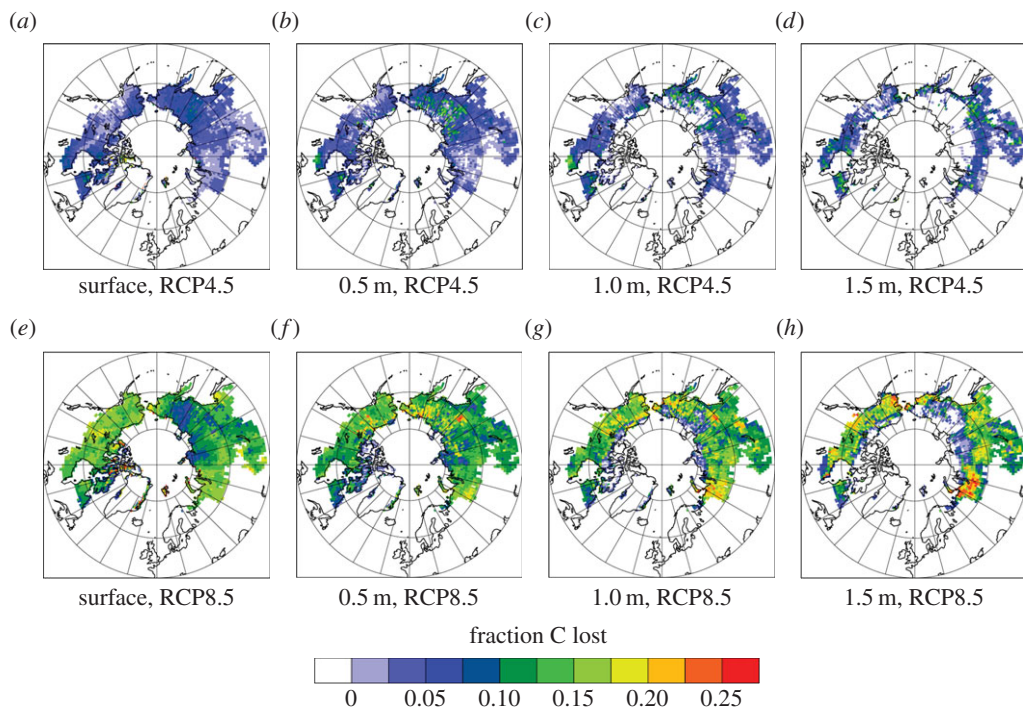 (a)
(b)
(c)
(d)
surface, RCP4.5
0.5 m, RCP4.5
1.0 m, RCP4.5
1.5 m, RCP4.5
(e)
(f)
(g)
(h)
surface, RCP8.5
0.5 m, RCP8.5
1.0 m, RCP8.5
1.5 m, RCP8.5
fraction C lost
0 0.05 0.10 0.15 0.20 0.25